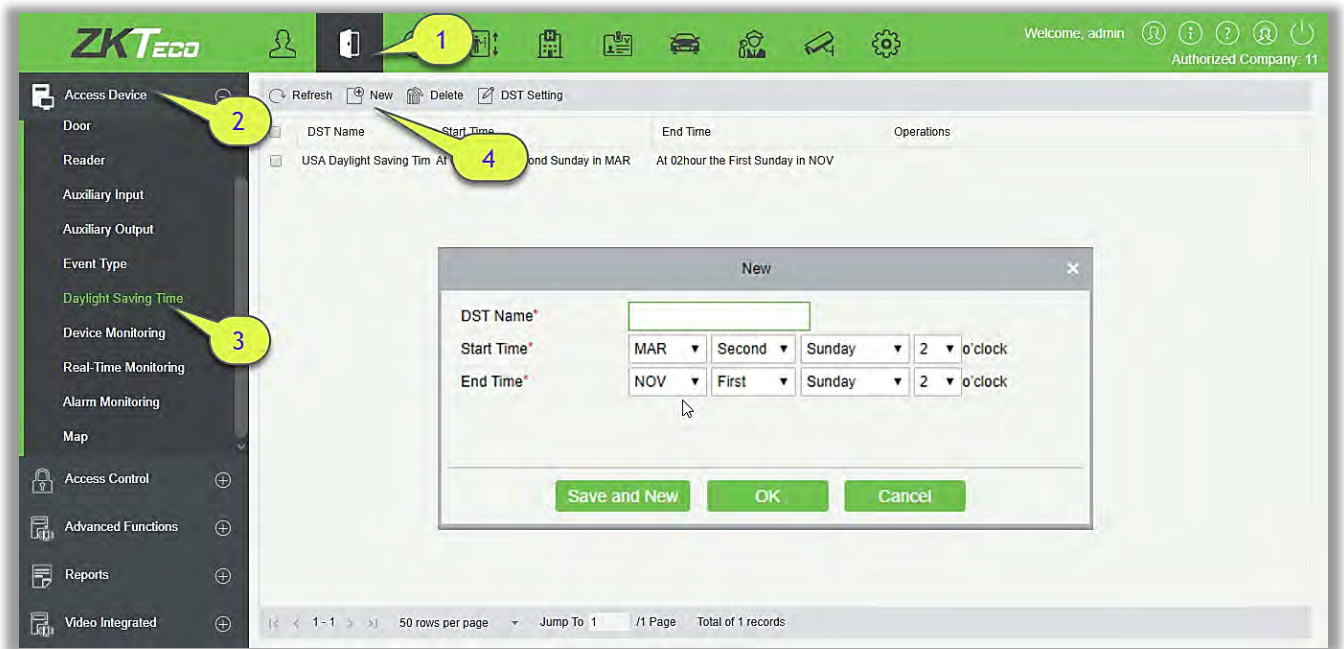 ZKTeco
1
Welcome, admin
Authorized Company: 11
Access Device
2
Door
Reader
Auxiliary Input
Auxiliary Output
Event Type
Daylight Saving Time
3
Device Monitoring
Real-Time Monitoring
Alarm Monitoring
Map
Access Control
Advanced Functions
Reports
Video Integrated
Refresh New Delete DST Setting
4
DST Name Start Time End Time Operations
USA Daylight Saving Tim At Sunday in MAR At 02hour the First Sunday in NOV
New
DST Name*
Start Time* MAR Second Sunday 2 o'clock
End Time* NOV First Sunday 2 o'clock
Save and New OK Cancel
1-1 50 rows per page Jump To 1 /1 Page Total of 1 records